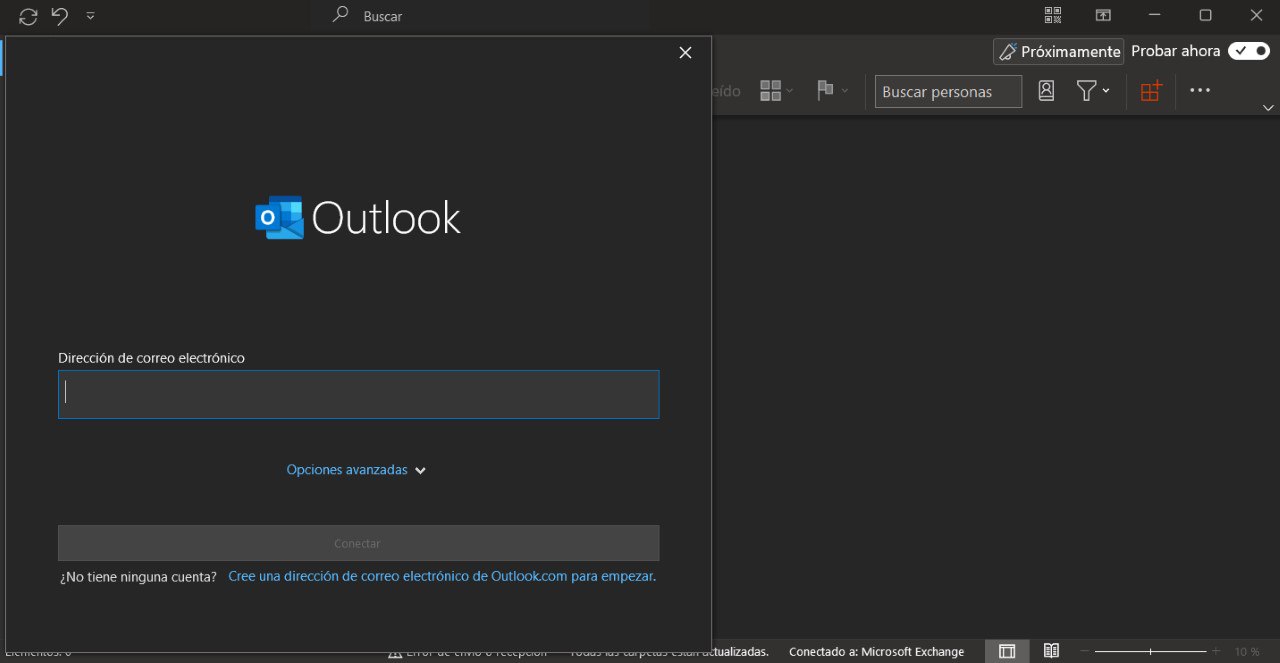 Buscar
Próximamente Probar ahora
Buscar personas
Outlook
Dirección de correo electrónico
Opciones avanzadas
Conectar
¿No tiene ninguna cuenta? Cree una dirección de correo electrónico de Outlook.com para empezar.
Elementos: 0 Error de envío o recepción Todas las carpetas están actualizadas. Conectado a: Microsoft Exchange 10 %